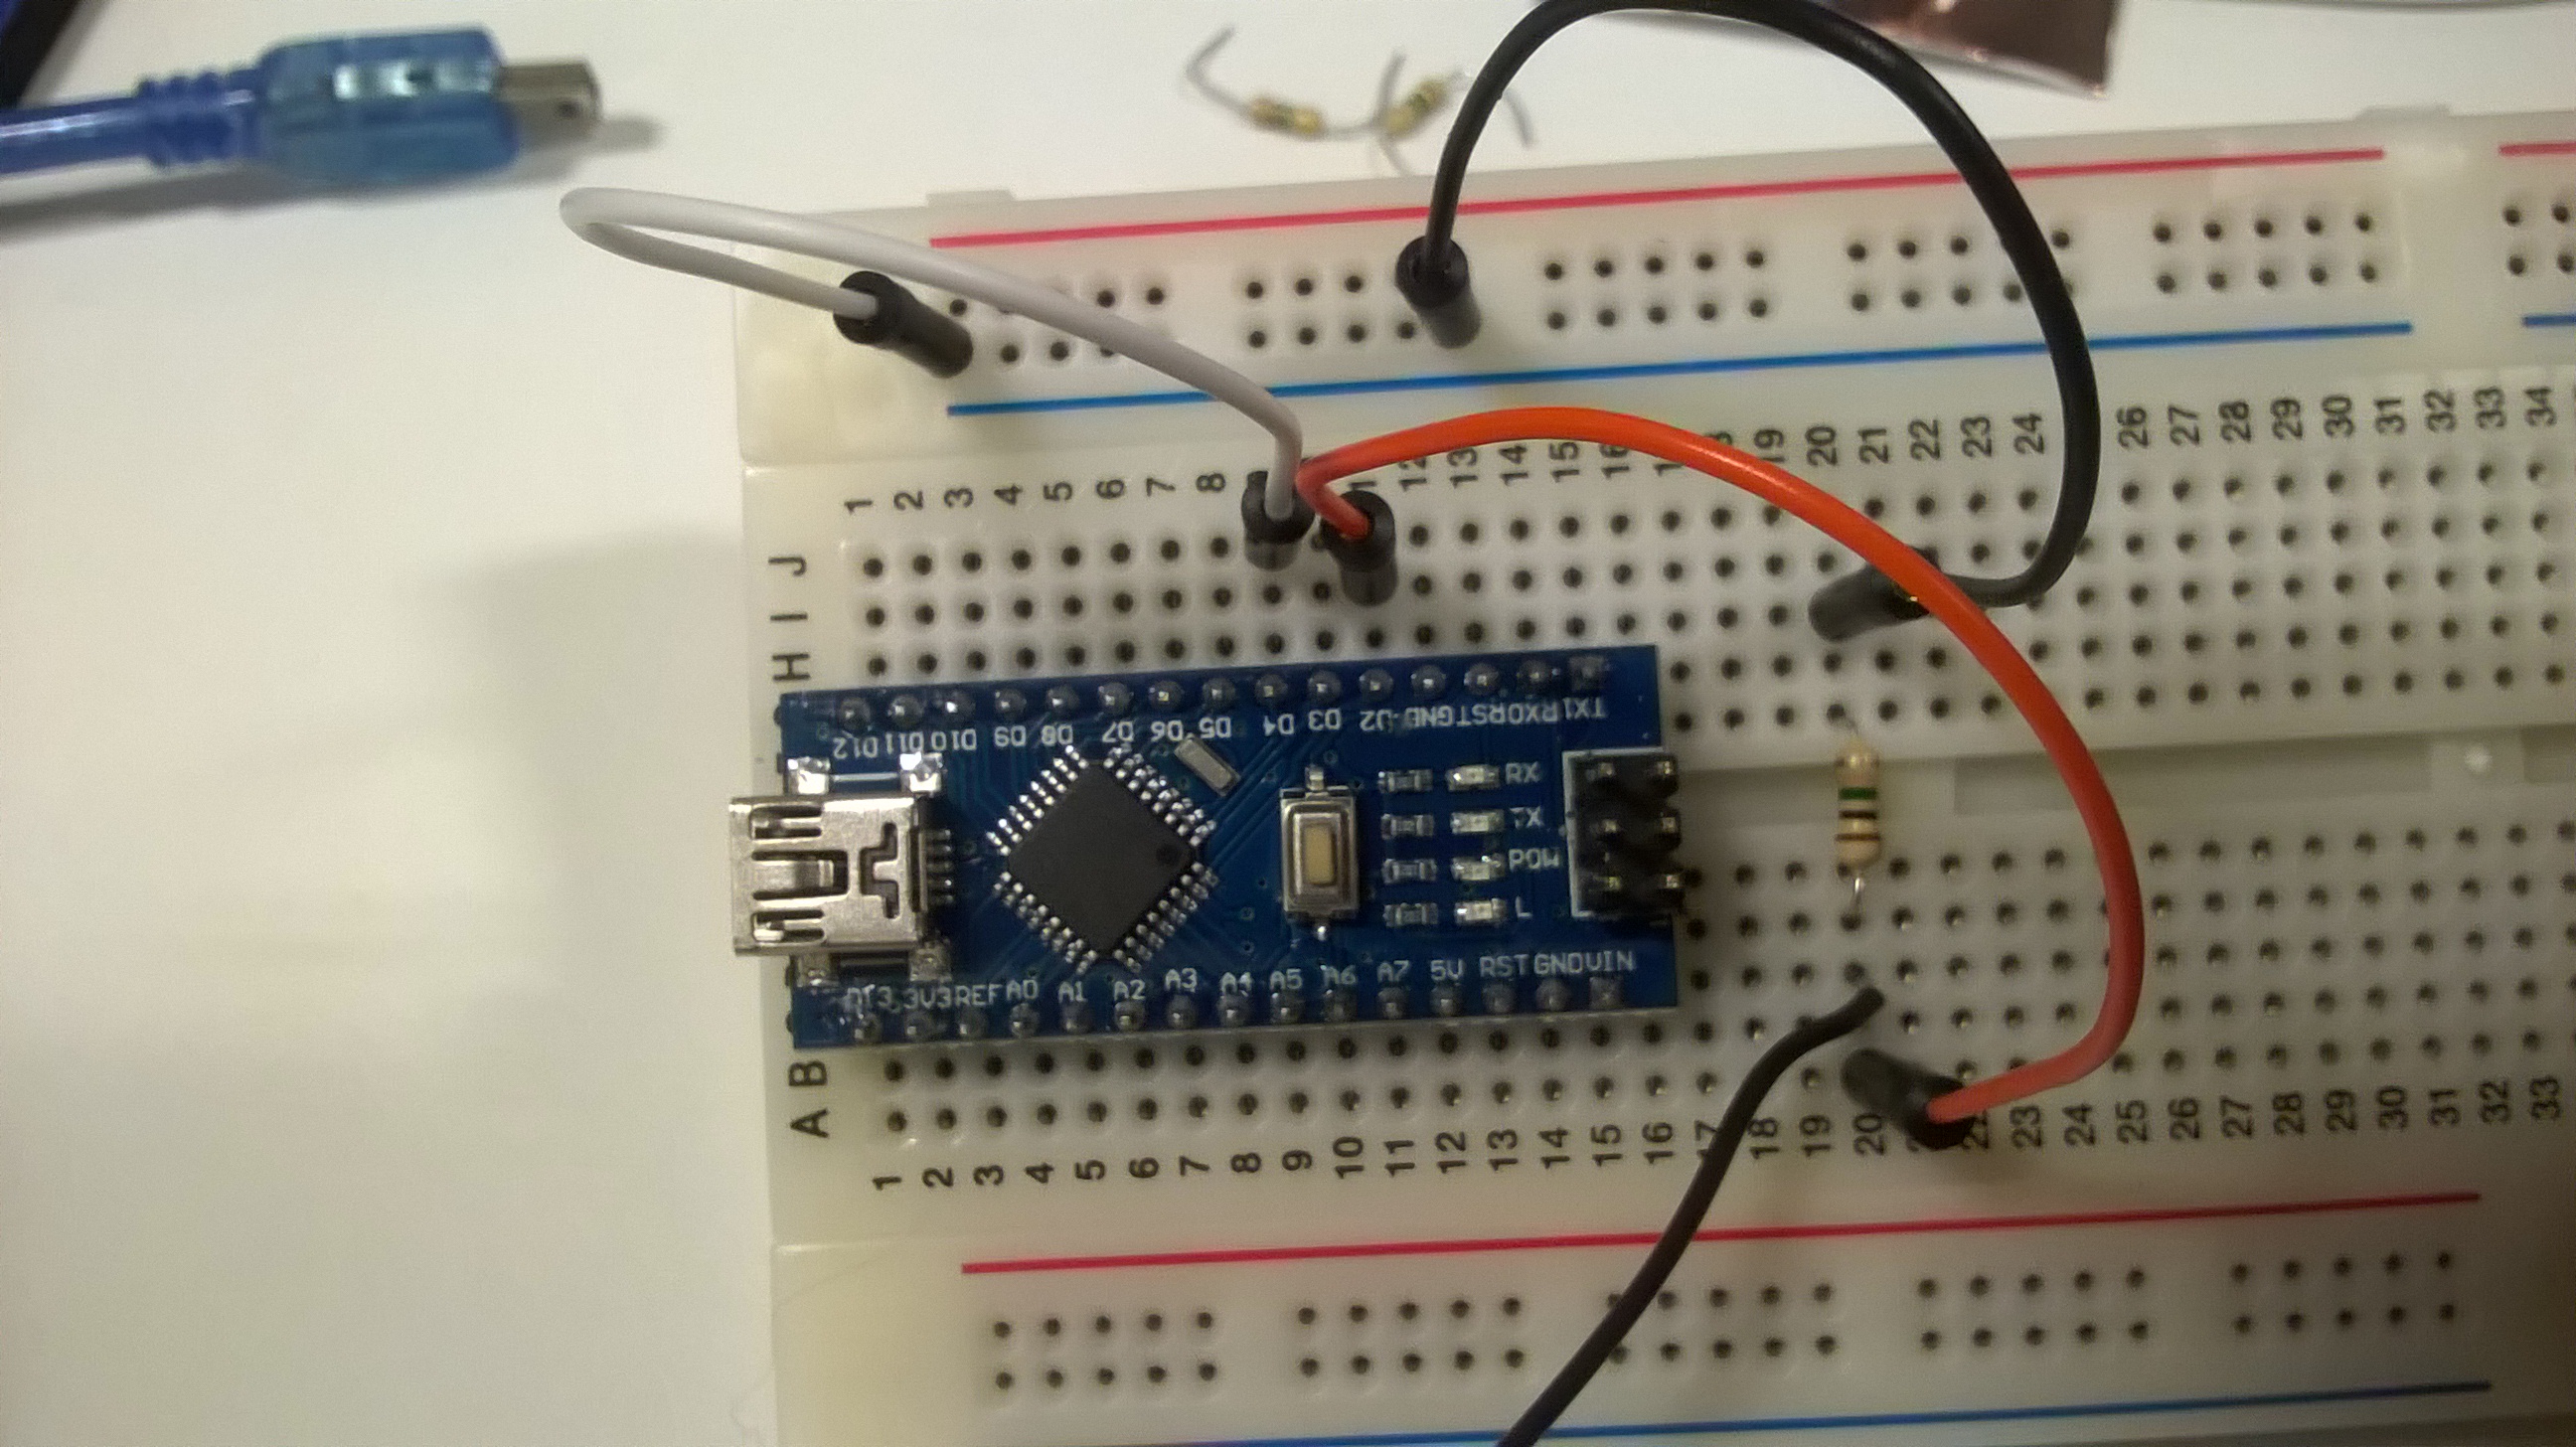 1 2 3 4 5 6 7 8 12 13 14 15 16 19 20 21 22 23 24 26 27 28 29 30 31 32 33 34
J
I
H
D12 D11 D10 D9 D8 D7 D6 D5 D4 D3 D2 GND RST RX0 TX1
RX
TX
POW
L
3V3 REF A0 A1 A2 A3 A4 A5 A6 A7 5V RST GND VIN
B
A
1 2 3 4 5 6 7 8 9 10 11 12 13 14 15 16 17 18 19 20 22 23 24 25 26 27 28 29 30 31 32 33